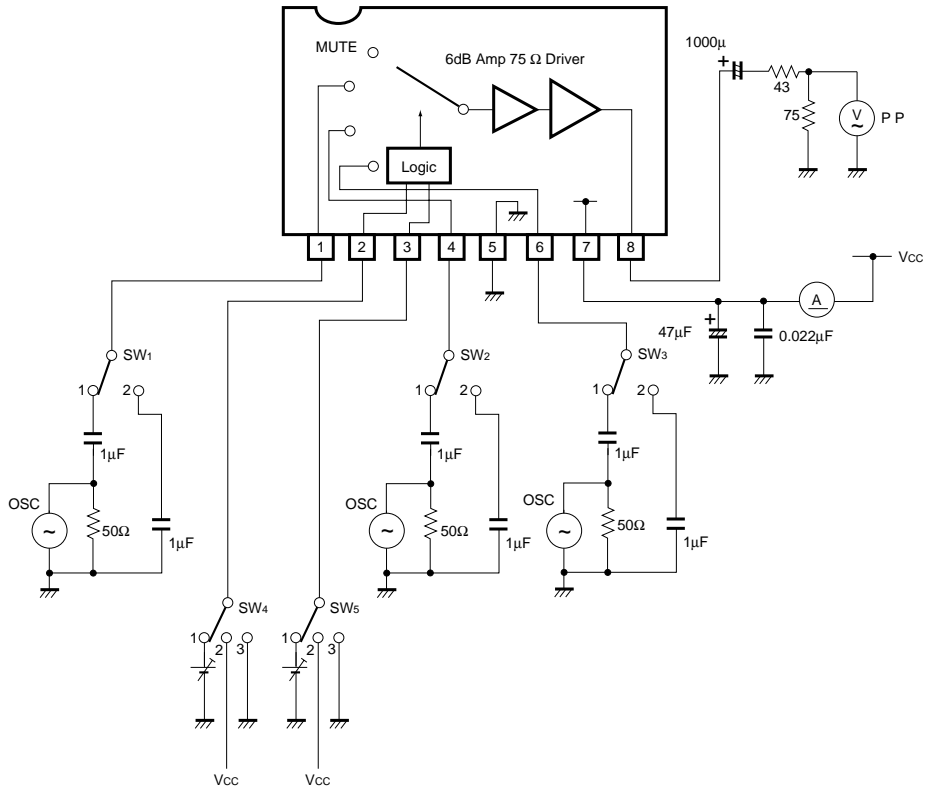 MUTE
6dB Amp 75 Ω Driver
Logic
1 2 3 4 5 6 7 8
1000μ
+
43
75
V
~
P P
VCC
A
47μF
+
0.022μF
SW1
1 2
1μF
OSC
~
50Ω
1μF
SW2
1 2
1μF
OSC
~
50Ω
1μF
SW3
1 2
1μF
OSC
~
50Ω
1μF
SW4
1 2 3
VCC
SW5
1 2 3
VCC